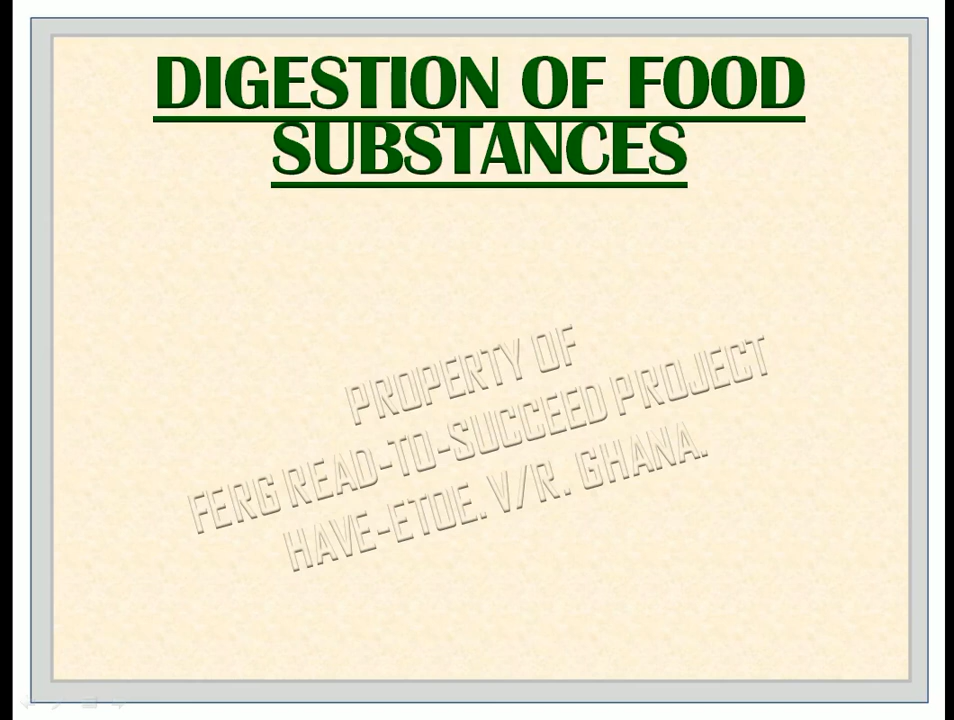 DIGESTION OF FOOD
SUBSTANCES
PROPERTY OF
FERG READ-TO-SUCCEED PROJECT
HAVE-ETOE. V/R. GHANA.